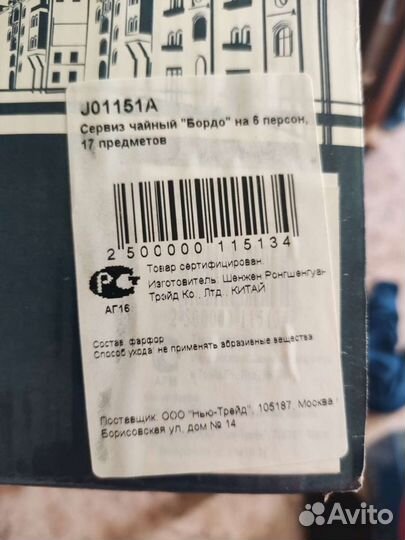 J01151A
Сервиз чайный "Бордо" на 6 персон,
17 предметов
2 500000 115134
Товар сертифицирован.
Изготовитель: Шенжен Ронгшенгуан
Трэйд Ко., Лтд., КИТАЙ
РСТ
АГ16
Состав: фарфор
Способ ухода: не применять абразивные вещества
Поставщик: ООО "Нью-Трейд", 105187, Москва
Борисовская ул. дом № 14
Avito